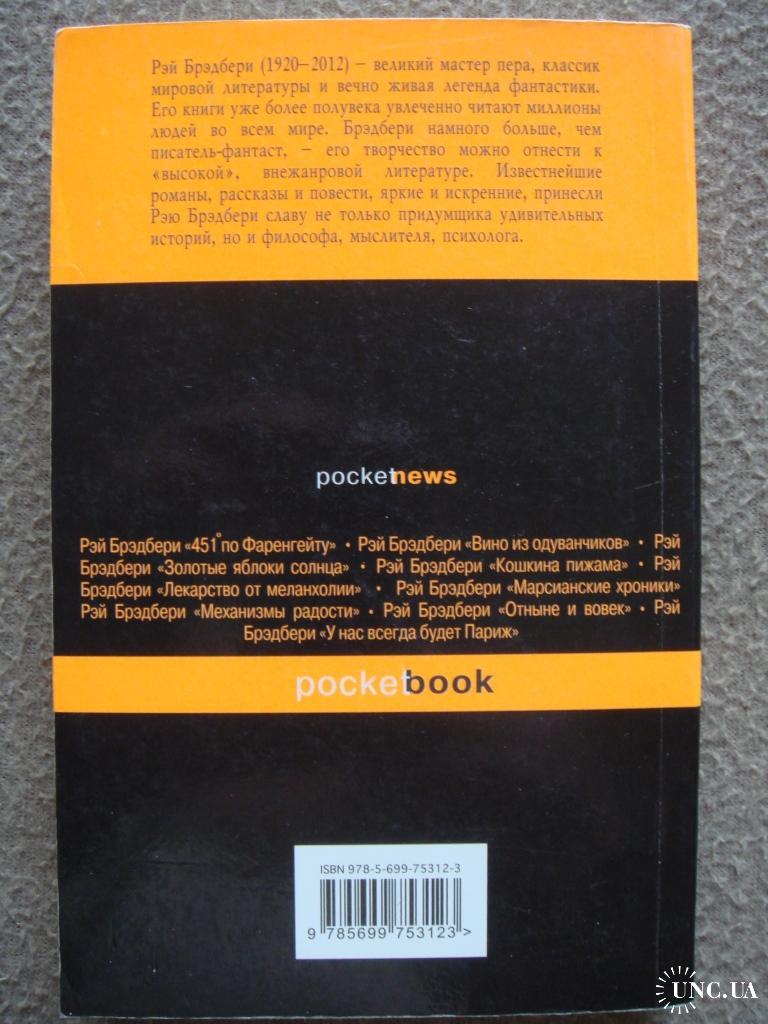 Рэй Брэдбери (1920–2012) – великий мастер пера, классик
мировой литературы и вечно живая легенда фантастики.
Его книги уже более полувека увлеченно читают миллионы
людей во всем мире. Брэдбери намного больше, чем
писатель-фантаст, – его творчество можно отнести к
«высокой», внежанровой литературе. Известнейшие
романы, рассказы и повести, яркие и искренние, принесли
Рэю Брэдбери славу не только придумщика удивительных
историй, но и философа, мыслителя, психолога.
pocketnews
Рэй Брэдбери «451° по Фаренгейту» • Рэй Брэдбери «Вино из одуванчиков» • Рэй
Брэдбери «Золотые яблоки солнца» • Рэй Брэдбери «Кошкина пижама» • Рэй
Брэдбери «Лекарство от меланхолии» • Рэй Брэдбери «Марсианские хроники»
Рэй Брэдбери «Механизмы радости» • Рэй Брэдбери «Отныне и вовек» • Рэй
Брэдбери «У нас всегда будет Париж»
pocketbook
ISBN 978-5-699-75312-3
9 785699 753123 >
UNC.UA